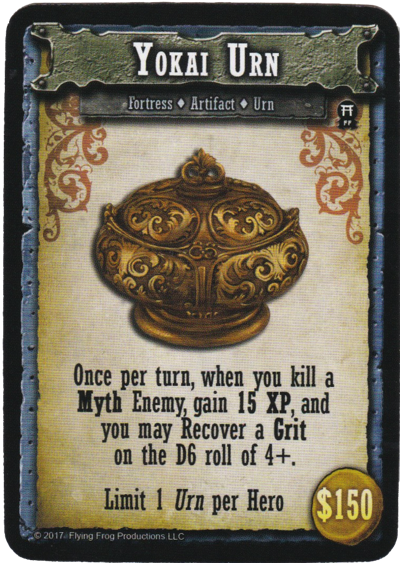 Yokai Urn
Fortress ♦ Artifact ♦ Urn
FF
Once per turn, when you kill a
Myth Enemy, gain 15 XP, and
you may Recover a Grit
on the D6 roll of 4+.
Limit 1 Urn per Hero
$150
© 2017 Flying Frog Productions LLC